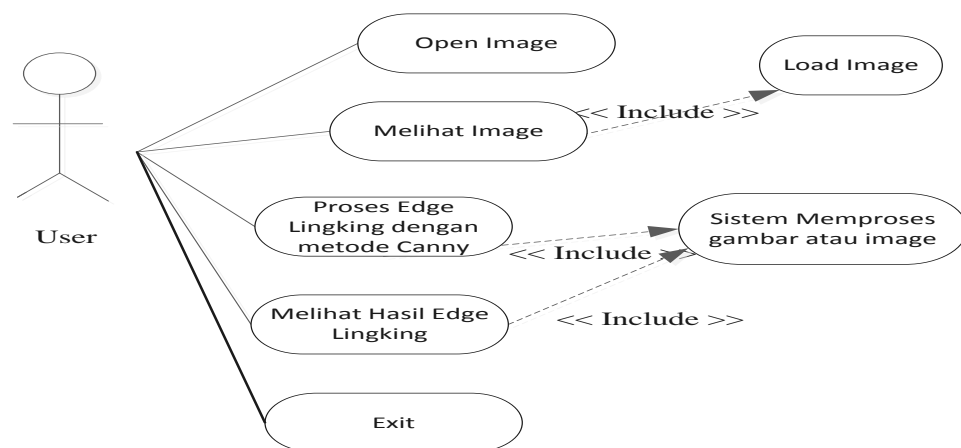 Open Image
Load Image
<< Include >>
Melihat Image
User
Proses Edge
Lingking dengan
metode Canny
Sistem Memproses
gambar atau image
<< Include >>
Melihat Hasil Edge
Lingking
<< Include >>
Exit